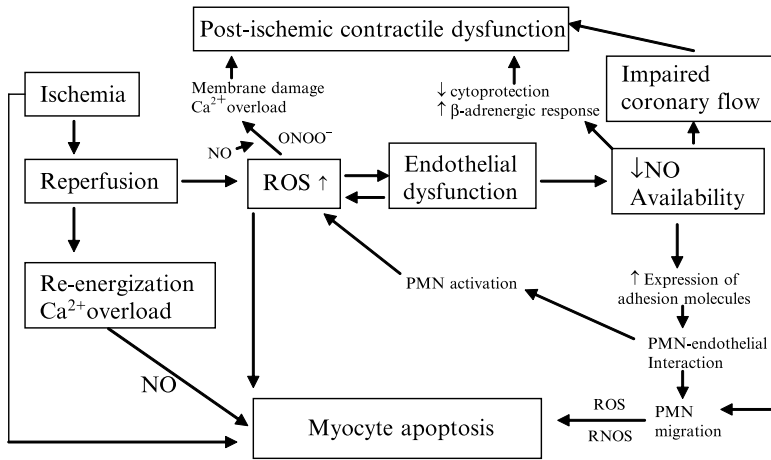 Post-ischemic contractile dysfunction
Ischemia
Membrane damage
Ca²⁺ overload
↓ cytoprotection
↑ β-adrenergic response
Impaired
coronary flow
NO
ONOO⁻
Reperfusion
ROS ↑
Endothelial
dysfunction
↓NO
Availability
Re-energization
Ca²⁺overload
PMN activation
↑ Expression of
adhesion molecules
PMN-endothelial
Interaction
NO
Myocyte apoptosis
ROS
RNOS
PMN
migration